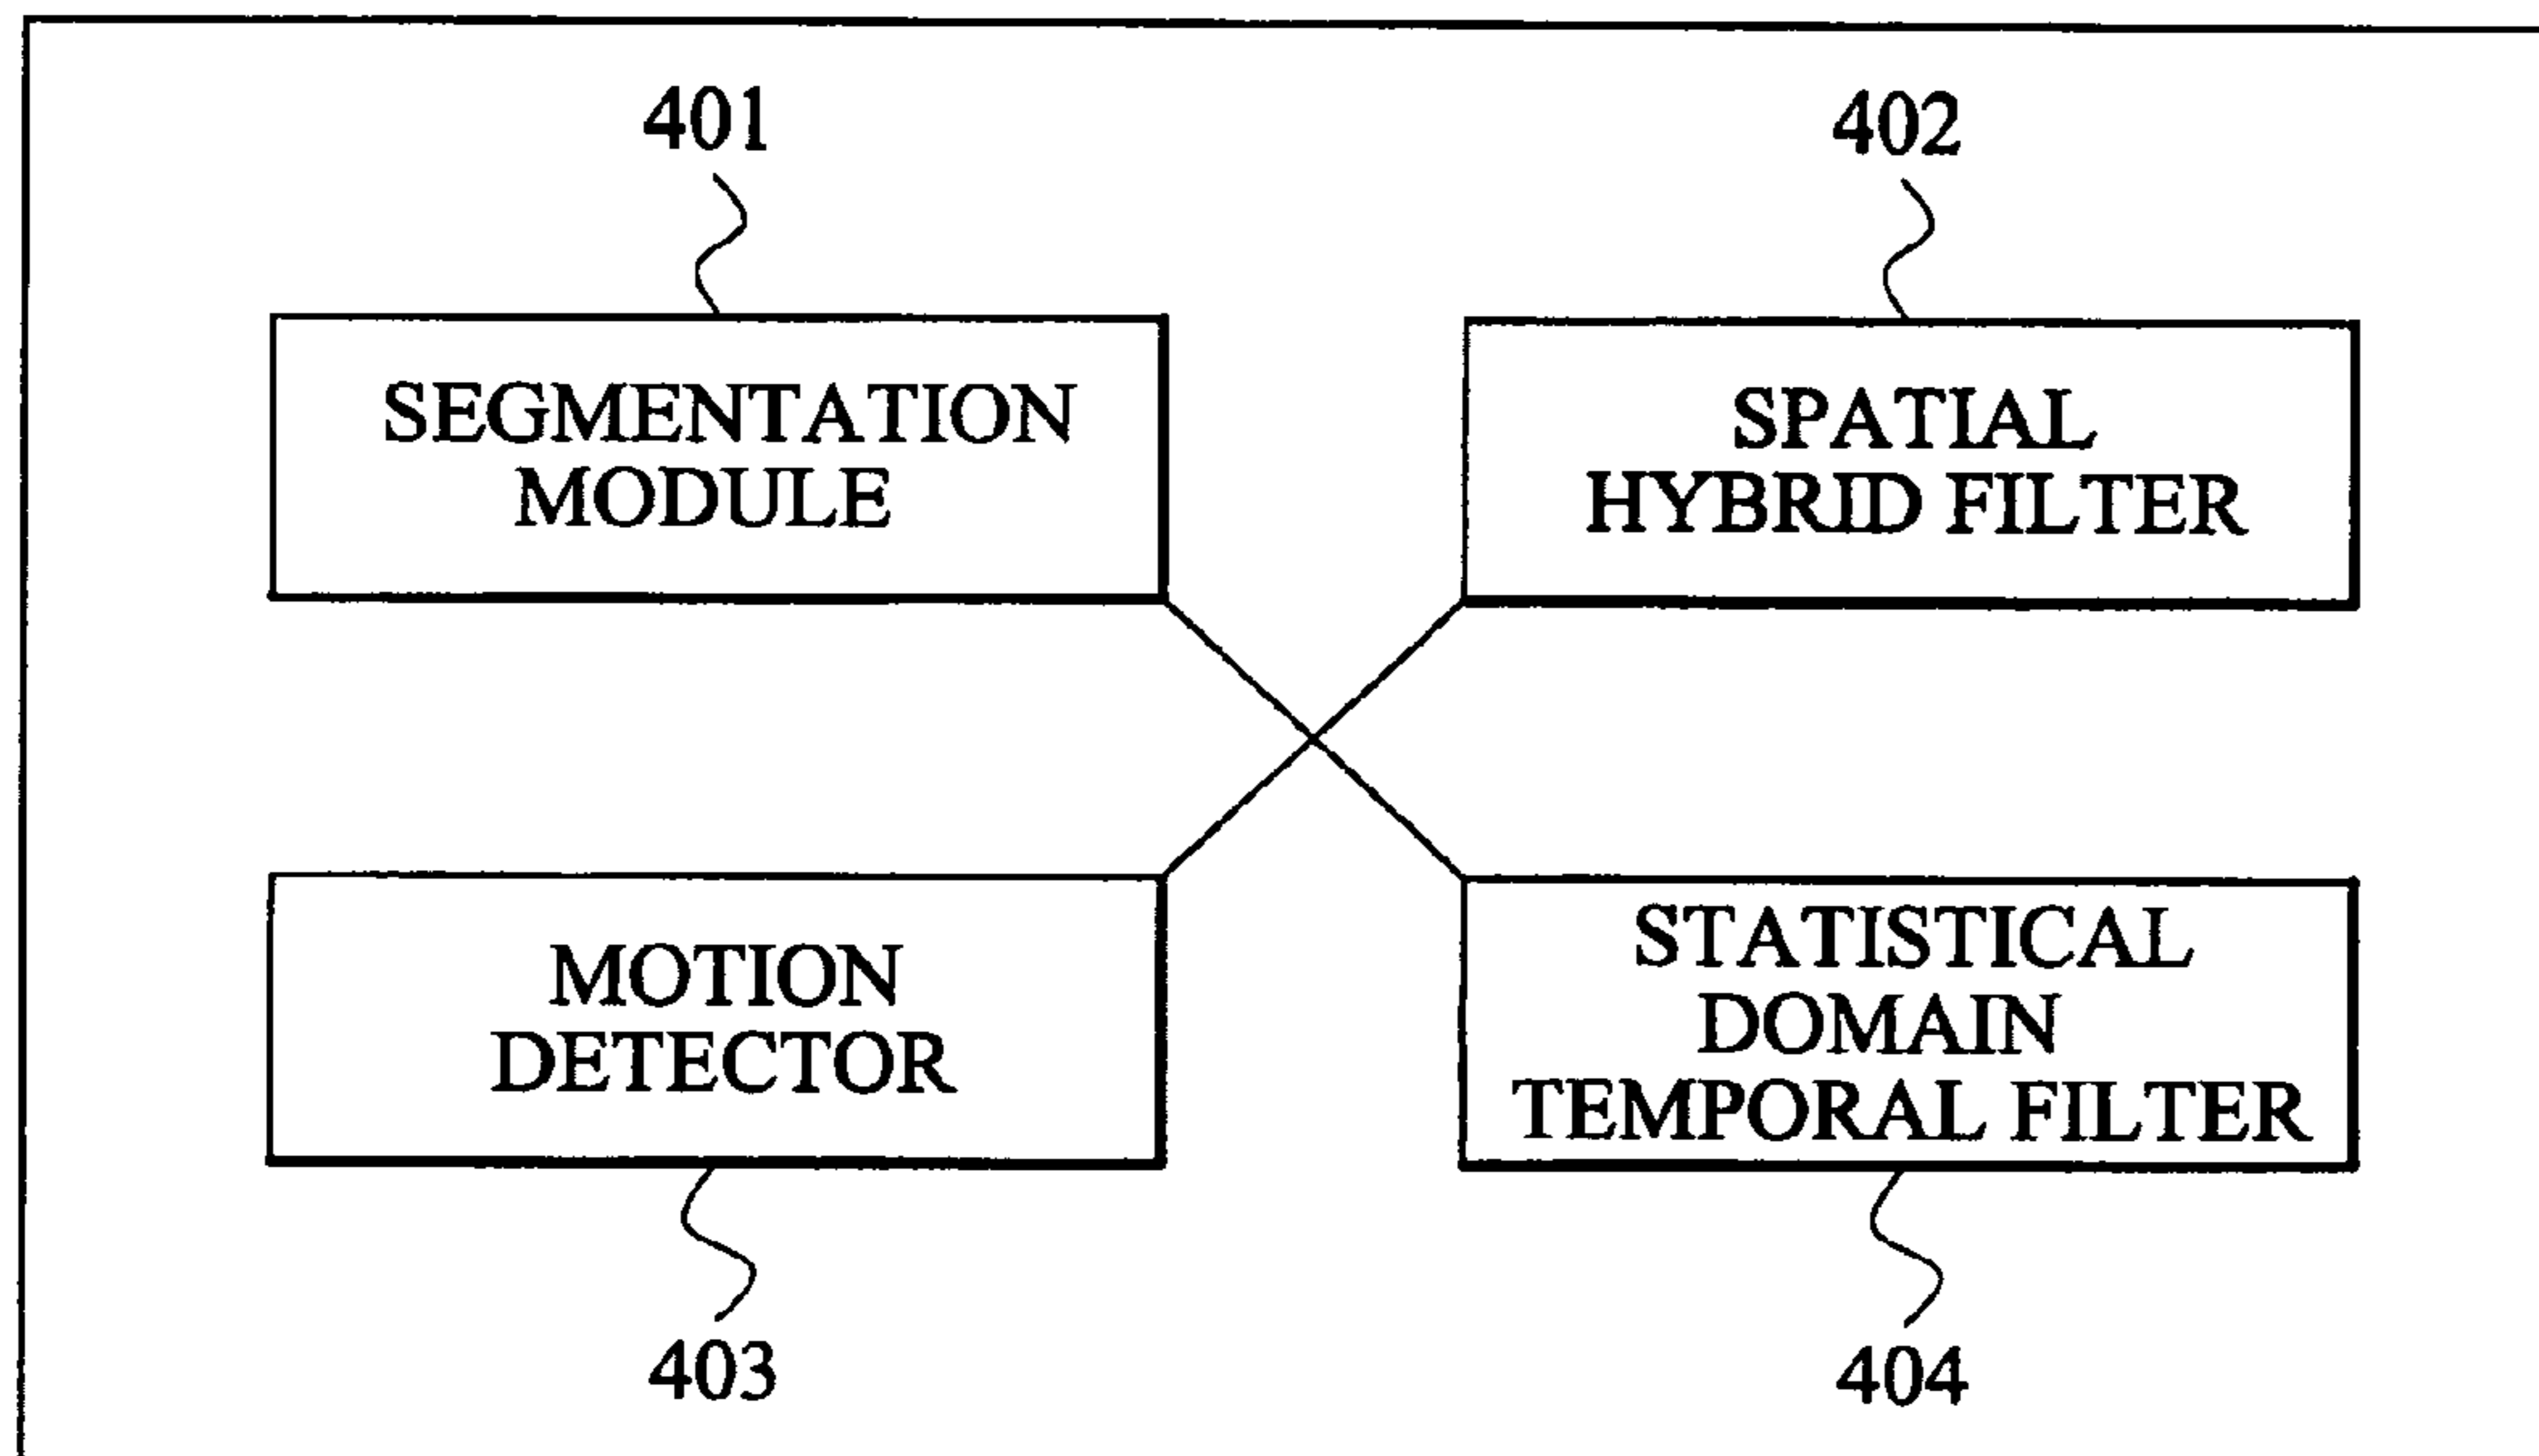 401
402
SEGMENTATION
MODULE
SPATIAL
HYBRID FILTER
MOTION
DETECTOR
STATISTICAL
DOMAIN
TEMPORAL FILTER
403
404